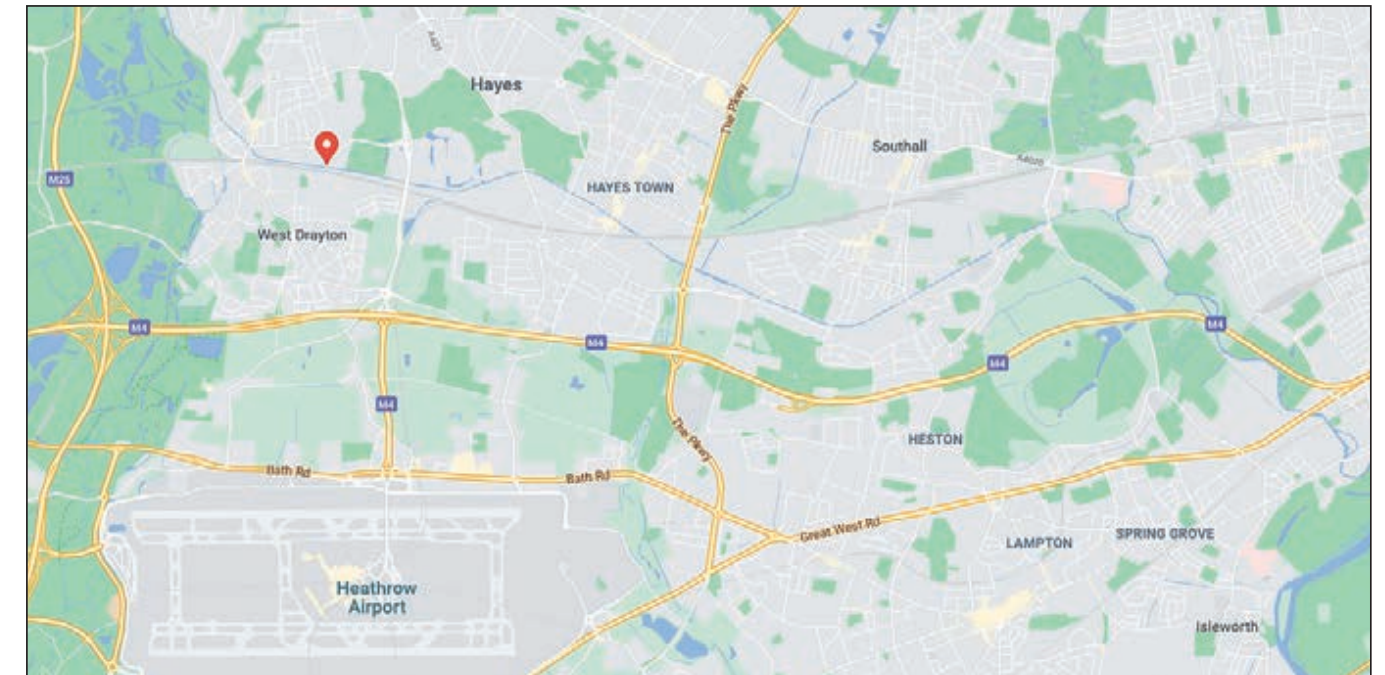 Hayes
The Pkwy
Southall
A4020
M25
HAYES TOWN
West Drayton
M4
M4
M4
M4
M4
The Pkwy
HESTON
Bath Rd
Bath Rd
Great West Rd
SPRING GROVE
LAMPTON
Heathrow
Airport
Isleworth